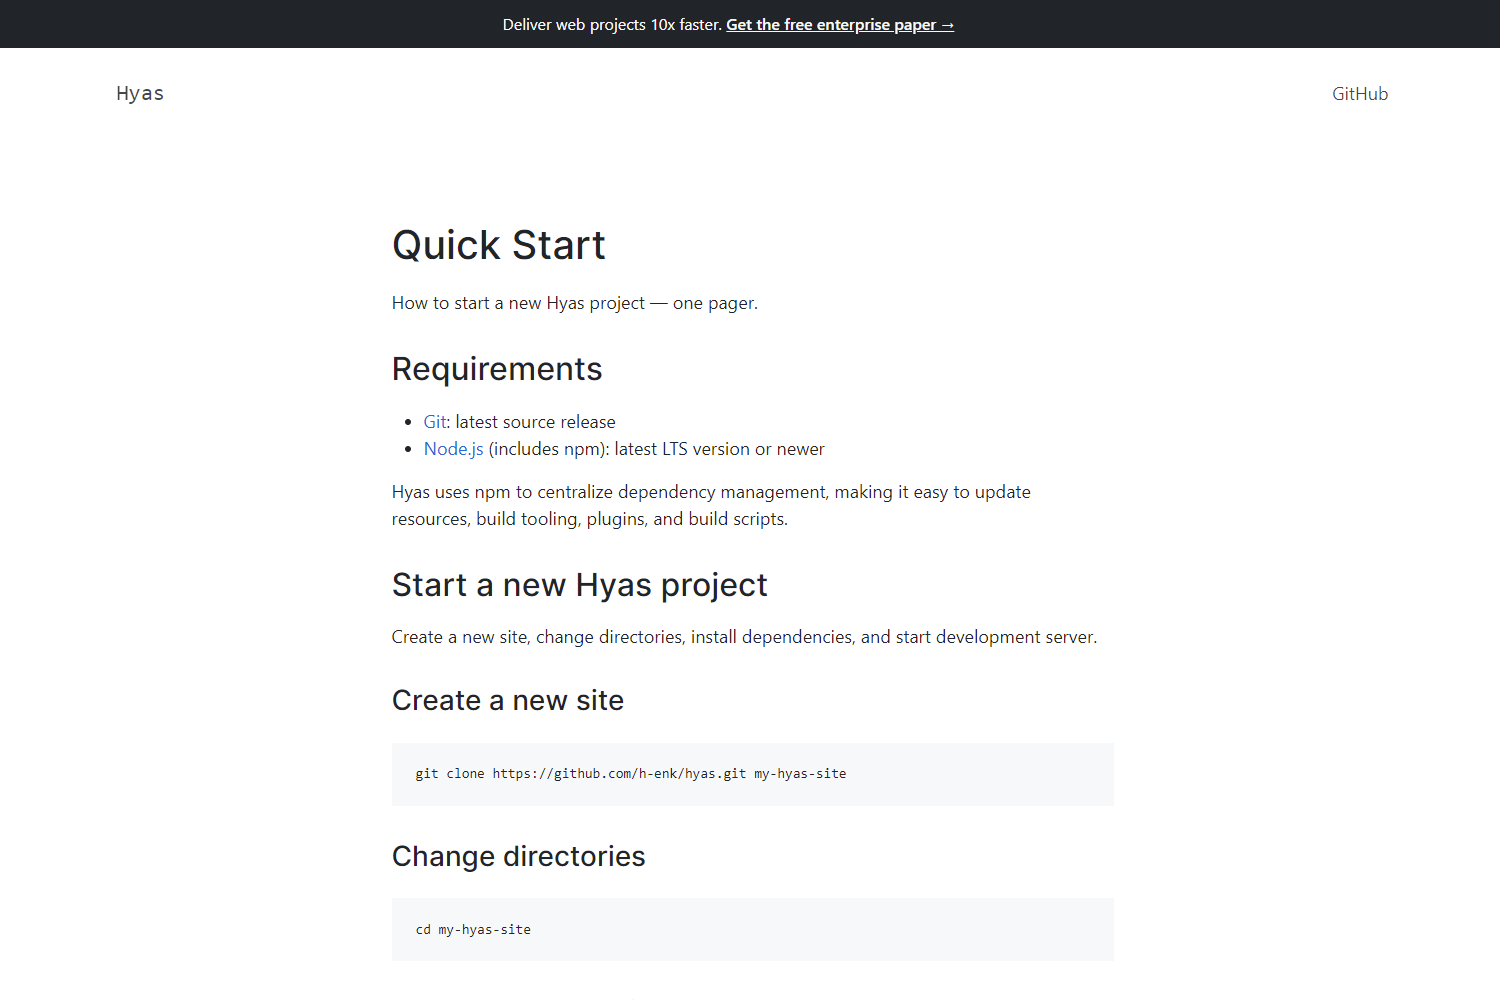 Deliver web projects 10x faster. Get the free enterprise paper →
Hyas
GitHub
Quick Start
How to start a new Hyas project — one pager.
Requirements
• Git: latest source release
• Node.js (includes npm): latest LTS version or newer
Hyas uses npm to centralize dependency management, making it easy to update
resources, build tooling, plugins, and build scripts.
Start a new Hyas project
Create a new site, change directories, install dependencies, and start development server.
Create a new site
git clone https://github.com/h-enk/hyas.git my-hyas-site
Change directories
cd my-hyas-site